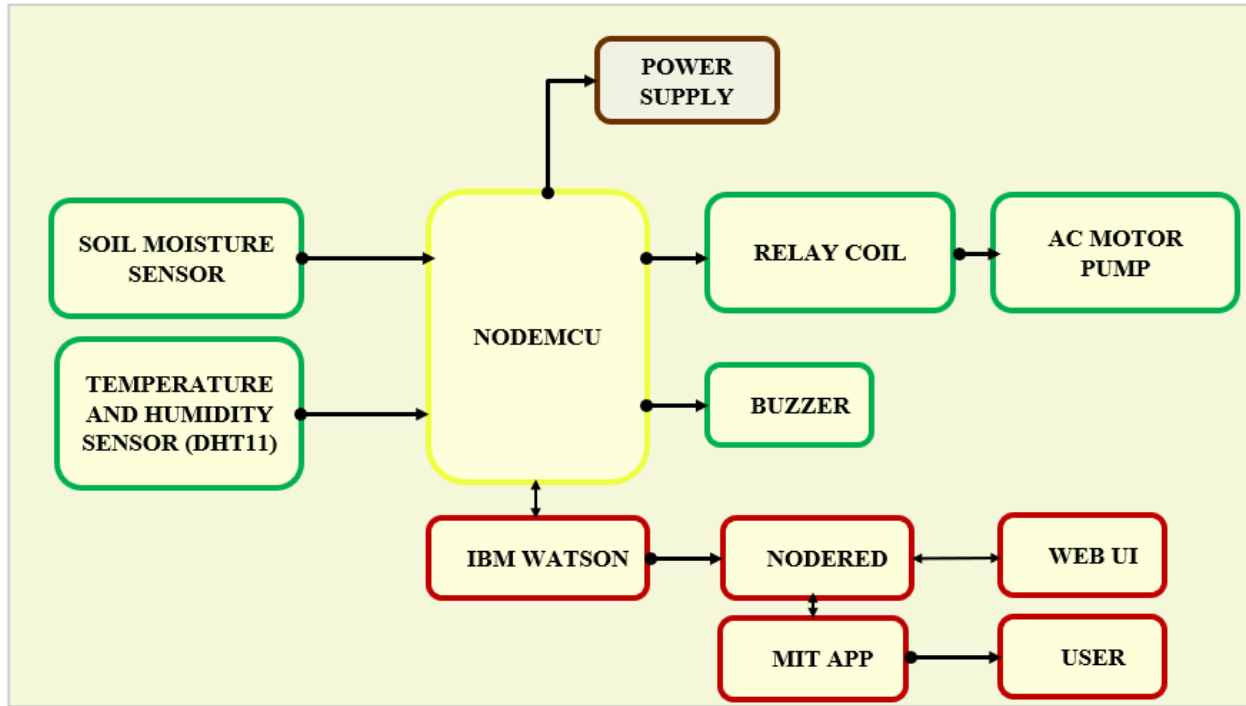 POWER
SUPPLY
SOIL MOISTURE
SENSOR
RELAY COIL
AC MOTOR
PUMP
NODEMCU
TEMPERATURE
AND HUMIDITY
SENSOR (DHT11)
BUZZER
IBM WATSON
NODERED
WEB UI
MIT APP
USER